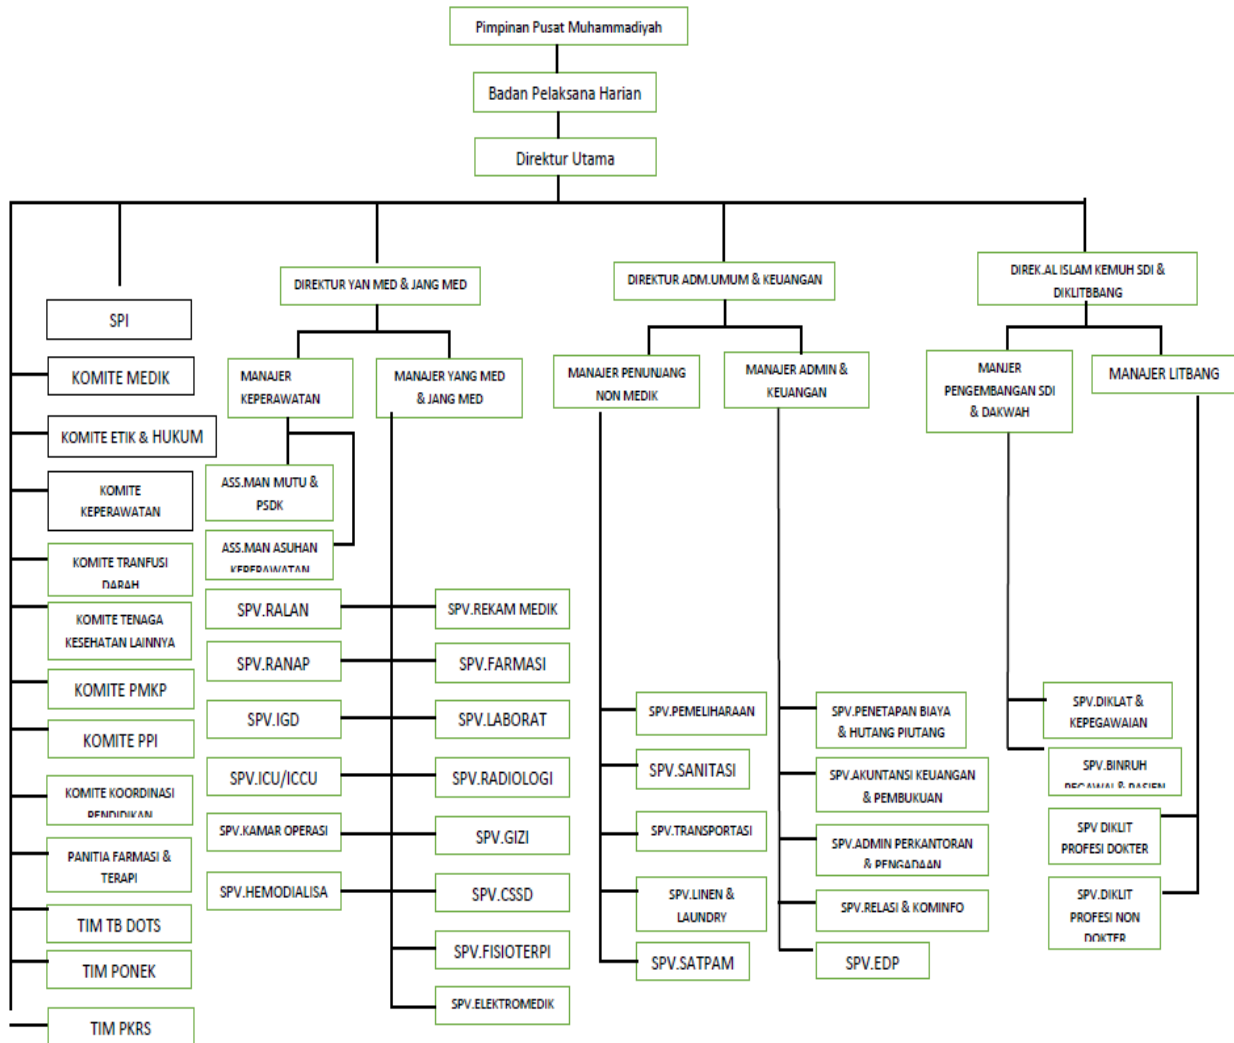 Pimpinan Pusat Muhammadiyah
Badan Pelaksana Harian
Direktur Utama
DIREKTUR YAN MED & JANG MED
DIREKTUR ADM.UMUM & KEUANGAN
DIREK.AL ISLAM KEMUH SDI &
DIKLITBBANG
SPI
KOMITE MEDIK
KOMITE ETIK & HUKUM
KOMITE
KEPERAWATAN
KOMITE TRANFUSI
DARAH
KOMITE TENAGA
KESEHATAN LAINNYA
KOMITE PMKP
KOMITE PPI
KOMITE KOORDINASI
PENDIDIKAN
PANITIA FARMASI &
TERAPI
TIM TB DOTS
TIM PONEK
TIM PKRS
MANAJER
KEPERAWATAN
MANAJER YANG MED
& JANG MED
ASS.MAN MUTU &
PSDK
ASS.MAN ASUHAN
KEPERAWATAN
SPV.RALAN
SPV.RANAP
SPV.IGD
SPV.ICU/ICCU
SPV.KAMAR OPERASI
SPV.HEMODIALISA
SPV.REKAM MEDIK
SPV.FARMASI
SPV.LABORAT
SPV.RADIOLOGI
SPV.GIZI
SPV.CSSD
SPV.FISIOTERPI
SPV.ELEKTROMEDIK
MANAJER PENUNJANG
NON MEDIK
MANAJER ADMIN &
KEUANGAN
SPV.PEMELIHARAAN
SPV.SANITASI
SPV.TRANSPORTASI
SPV.LINEN &
LAUNDRY
SPV.SATPAM
SPV.PENETAPAN BIAYA
& HUTANG PIUTANG
SPV.AKUNTANSI KEUANGAN
& PEMBUKUAN
SPV.ADMIN PERKANTORAN
& PENGADAAN
SPV.RELASI & KOMINFO
SPV.EDP
MANJER
PENGEMBANGAN SDI
& DAKWAH
MANAJER LITBANG
SPV.DIKLAT &
KEPEGAWAIAN
SPV.BINRUH
PEGAWAI & PASIEN
SPV DIKLIT
PROFESI DOKTER
SPV.DIKLIT
PROFESI NON
DOKTER